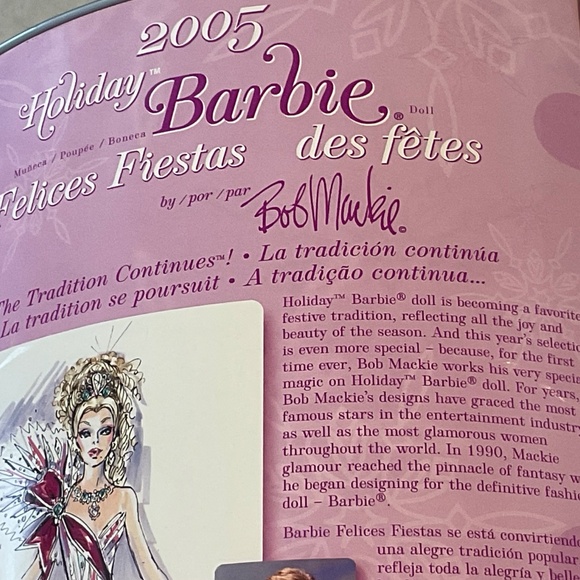 2005
Holiday™ Barbie® Doll
Muñeca / Poupée / Boneca
Felices Fiestas des fêtes
by / por / par Bob Mackie®
The Tradition Continues™! • La tradición continúa
La tradition se poursuit • A tradição continua...
Holiday™ Barbie® doll is becoming a favorite
festive tradition, reflecting all the joy and
beauty of the season. And this year's
is even more special – because, for the first
time ever, Bob Mackie works his very
magic on Holiday™ Barbie® doll. For years,
Bob Mackie's designs have graced the most
famous stars in the entertainment
as well as the most glamorous women
throughout the world. In 1990, Mackie
glamour reached the pinnacle of fantasy
he began designing for the definitive
doll – Barbie®.
Barbie Felices Fiestas se está
una alegre tradición popular
refleja toda la alegría y